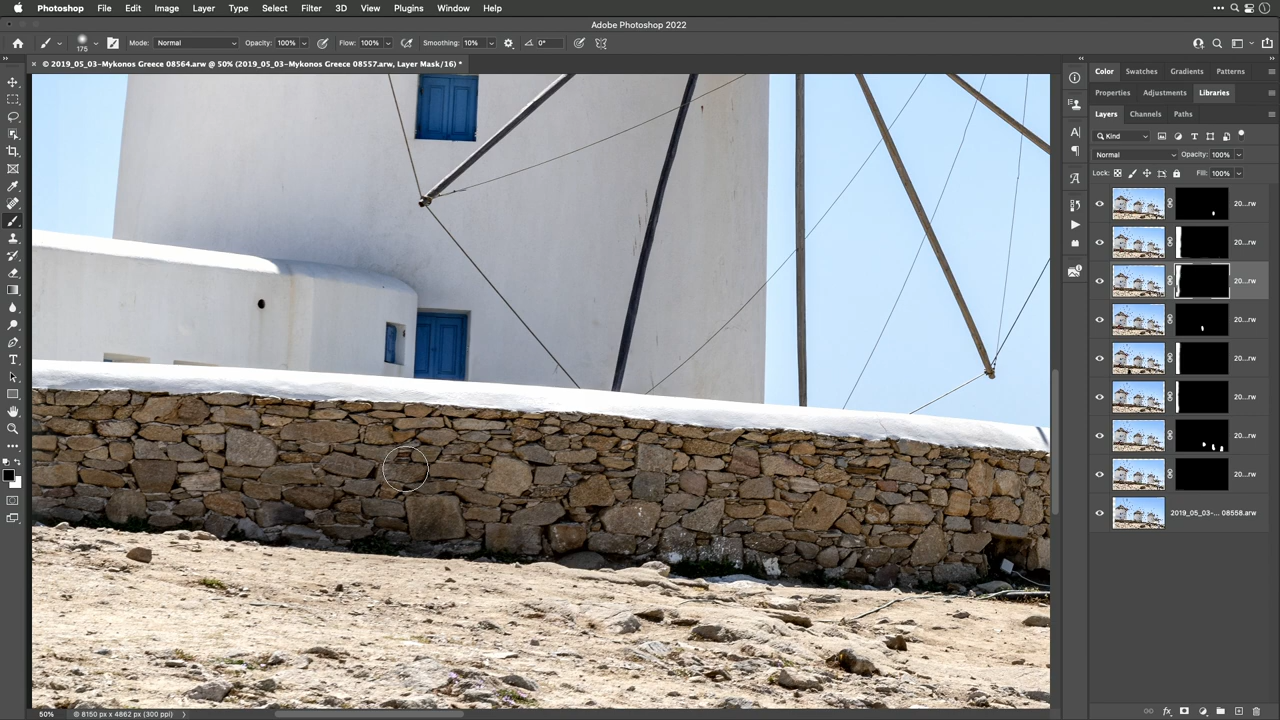 Photoshop File Edit Image Layer Type Select Filter 3D View Plugins Window Help
Adobe Photoshop 2022
175 Mode: Normal Opacity: 100% Flow: 100% Smoothing: 10% 0°
× © 2019_05_03-Mykonos Greece 08564.arw @ 50% (2019_05_03-Mykonos Greece 08557.arw, Layer Mask/16) *
Color Swatches Gradients Patterns
Properties Adjustments Libraries
Layers Channels Paths
Kind
Normal Opacity: 100%
Lock: Fill: 100%
20...rw
20...rw
20...rw
20...rw
20...rw
20...rw
20...rw
20...rw
2019_05_03-... 08558.arw
50% @ 8150 px x 4862 px (300 ppi)